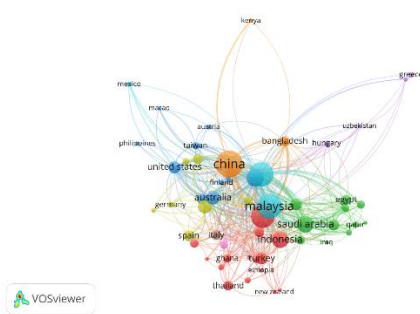 kenya
greece
mexico
macao
austria
uzbekistan
philippines
taiwan
bangladesh
hungary
china
united states
finland
germany
australia
malaysia
egypt
saudi arabia
qatar
spain
italy
indonesia
iraq
ghana
turkey
ethiopia
thailand
new zealand
VOSviewer